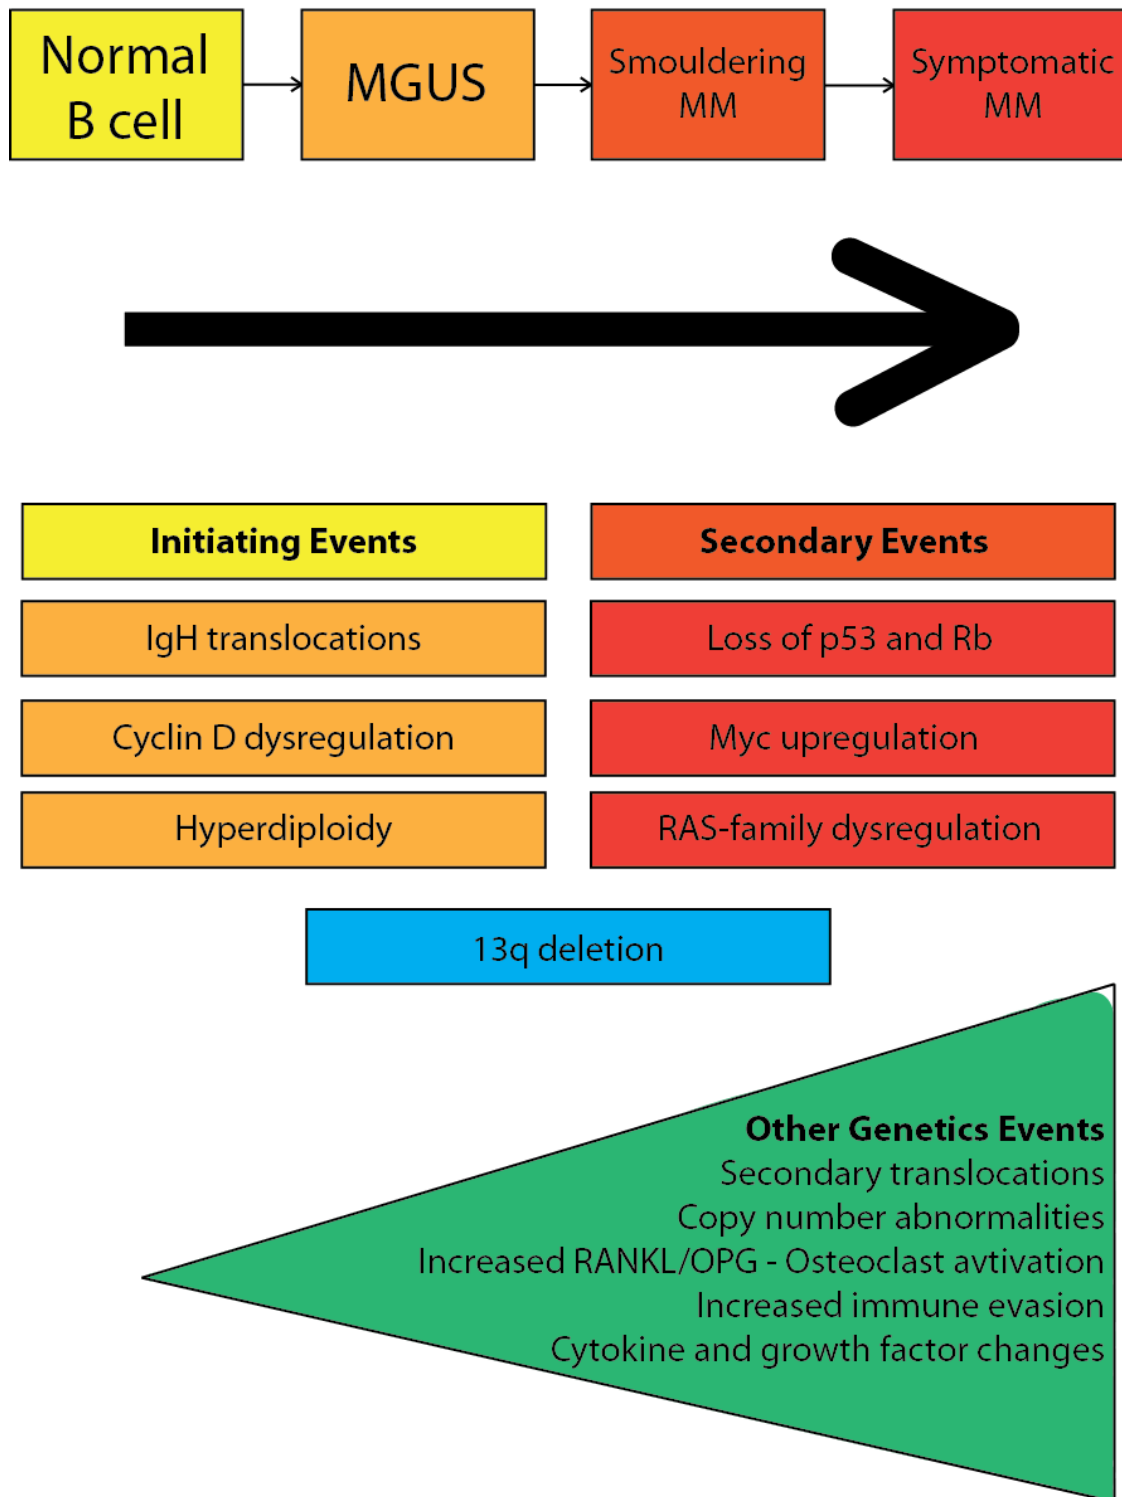 Normal
B cell
MGUS
Smouldering
MM
Symptomatic
MM
Initiating Events
IgH translocations
Cyclin D dysregulation
Hyperdiploidy
Secondary Events
Loss of p53 and Rb
Myc upregulation
RAS-family dysregulation
13q deletion
Other Genetics Events
Secondary translocations
Copy number abnormalities
Increased RANKL/OPG - Osteoclast avtivation
Increased immune evasion
Cytokine and growth factor changes